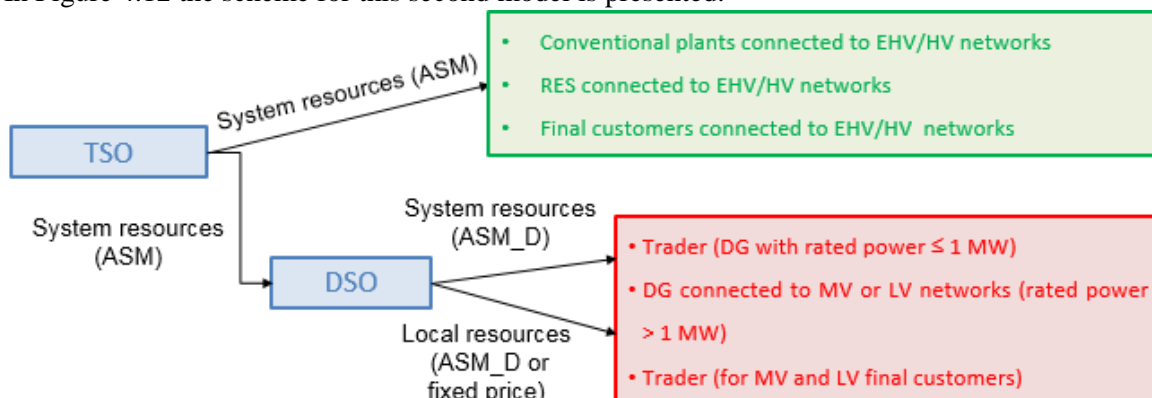 In Figure 4.12 the scheme for this second model is presented.
• Conventional plants connected to EHV/HV networks
• RES connected to EHV/HV networks
• Final customers connected to EHV/HV networks
System resources (ASM)
TSO
System resources
(ASM)
System resources
(ASM_D)
DSO
Local resources
(ASM_D or
fixed price)
• Trader (DG with rated power ≤ 1 MW)
• DG connected to MV or LV networks (rated power
> 1 MW)
• Trader (for MV and LV final customers)